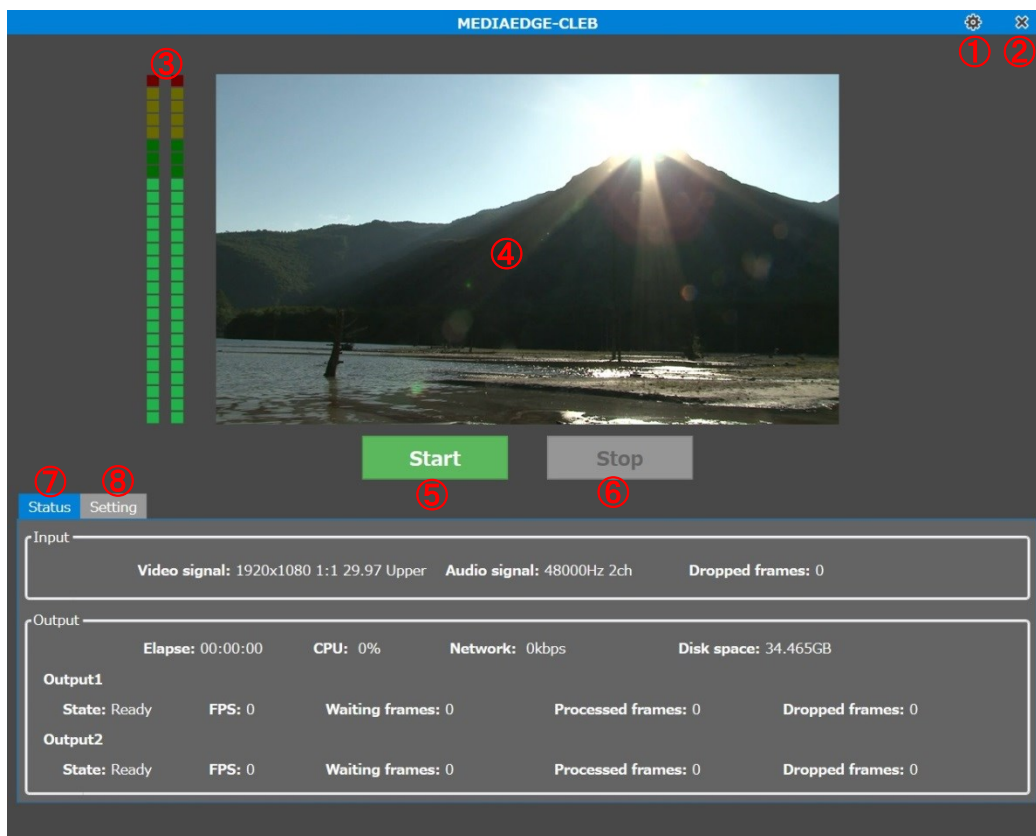 MEDIAEDGE-CLEB
① ②
③
④
Start Stop
⑤ ⑥
⑦ ⑧
Status Setting
Input
Video signal: 1920x1080 1:1 29.97 Upper Audio signal: 48000Hz 2ch Dropped frames: 0
Output
Elapse: 00:00:00 CPU: 0% Network: 0kbps Disk space: 34.465GB
Output1
State: Ready FPS: 0 Waiting frames: 0 Processed frames: 0 Dropped frames: 0
Output2
State: Ready FPS: 0 Waiting frames: 0 Processed frames: 0 Dropped frames: 0